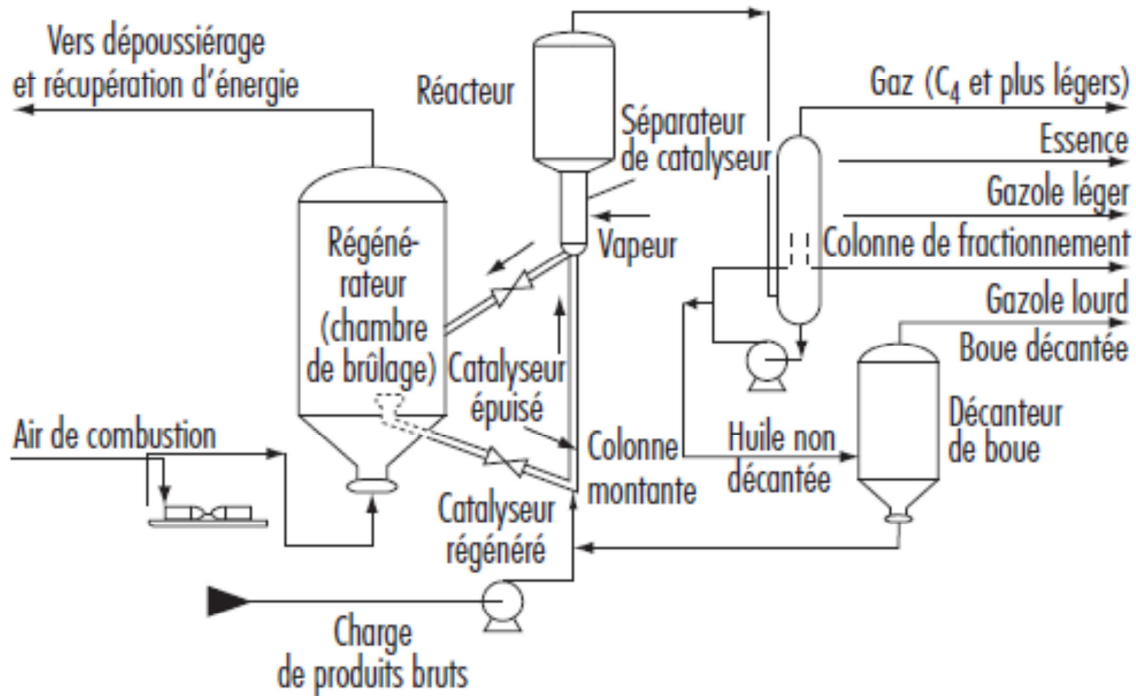 Vers dépoussiérage
et récupération d'énergie
Réacteur
Séparateur
de catalyseur
Vapeur
Gaz (C₄ et plus légers)
Essence
Gazole léger
Colonne de fractionnement
Gazole lourd
Boue décantée
Régéné-
rateur
(chambre
de brûlage)
Catalyseur
épuisé
Air de combustion
Colonne
montante
Huile non
décantée
Décanteur
de boue
Catalyseur
régénéré
Charge
de produits bruts